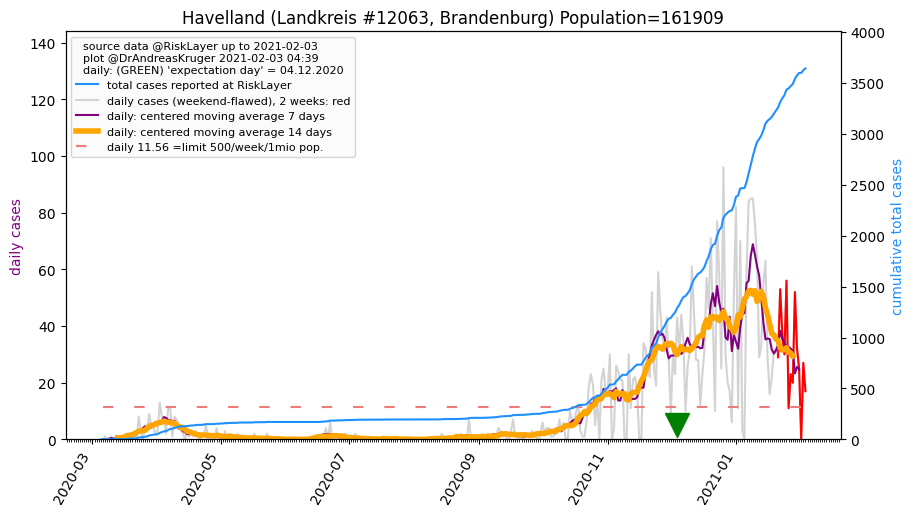 Havelland (Landkreis #12063, Brandenburg) Population=161909
source data @RiskLayer up to 2021-02-03
plot @DrAndreasKruger 2021-02-03 04:39
daily: (GREEN) 'expectation day' = 04.12.2020
total cases reported at RiskLayer
daily cases (weekend-flawed), 2 weeks: red
daily: centered moving average 7 days
daily: centered moving average 14 days
daily 11.56 =limit 500/week/1mio pop.
daily cases
140
120
100
80
60
40
20
0
cumulative total cases
4000
3500
3000
2500
2000
1500
1000
500
0
2020-03
2020-05
2020-07
2020-09
2020-11
2021-01